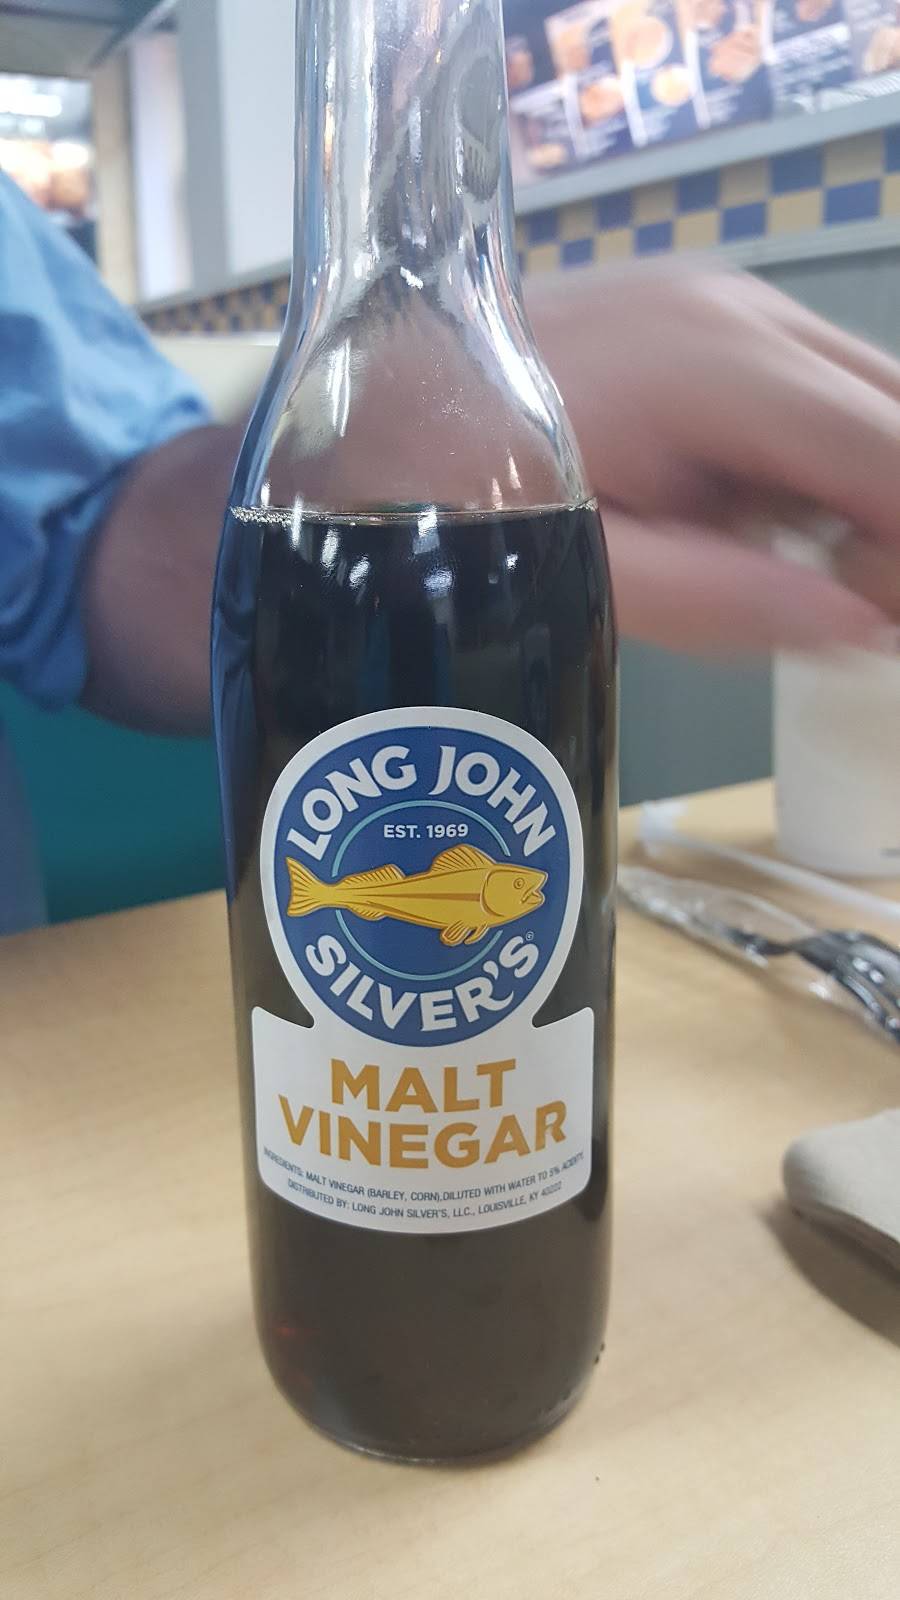 LONG JOHN
EST. 1969
SILVER'S®
MALT
VINEGAR
INGREDIENTS: MALT VINEGAR (BARLEY, CORN),DILUTED WITH WATER TO 5% ACIDITY.
DISTRIBUTED BY: LONG JOHN SILVER'S, LLC., LOUISVILLE, KY 40222